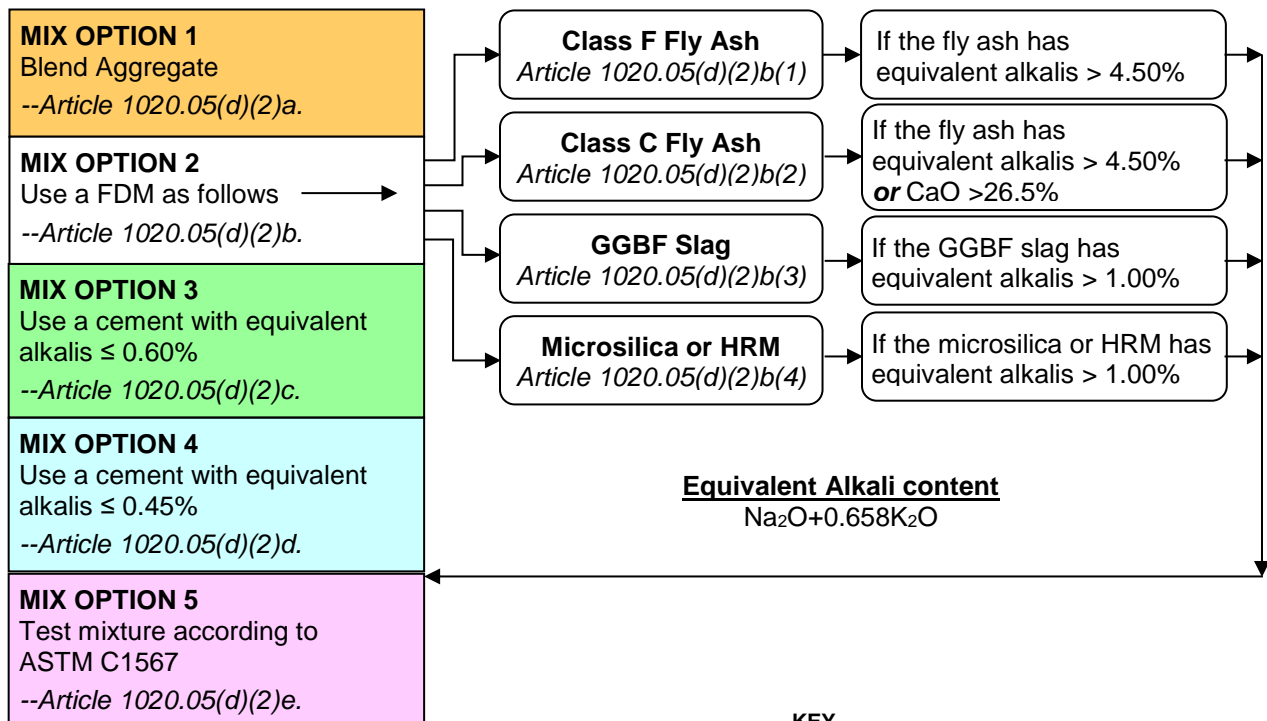 MIX OPTION 1
Blend Aggregate
--Article 1020.05(d)(2)a.
MIX OPTION 2
Use a FDM as follows
--Article 1020.05(d)(2)b.
MIX OPTION 3
Use a cement with equivalent
alkalis ≤ 0.60%
--Article 1020.05(d)(2)c.
MIX OPTION 4
Use a cement with equivalent
alkalis ≤ 0.45%
--Article 1020.05(d)(2)d.
MIX OPTION 5
Test mixture according to
ASTM C1567
--Article 1020.05(d)(2)e.
Class F Fly Ash
Article 1020.05(d)(2)b(1)
If the fly ash has
equivalent alkalis > 4.50%
Class C Fly Ash
Article 1020.05(d)(2)b(2)
If the fly ash has
equivalent alkalis > 4.50%
or CaO >26.5%
GGBF Slag
Article 1020.05(d)(2)b(3)
If the GGBF slag has
equivalent alkalis > 1.00%
Microsilica or HRM
Article 1020.05(d)(2)b(4)
If the microsilica or HRM has
equivalent alkalis > 1.00%
Equivalent Alkali content
Na₂O+0.658K₂O
KEY